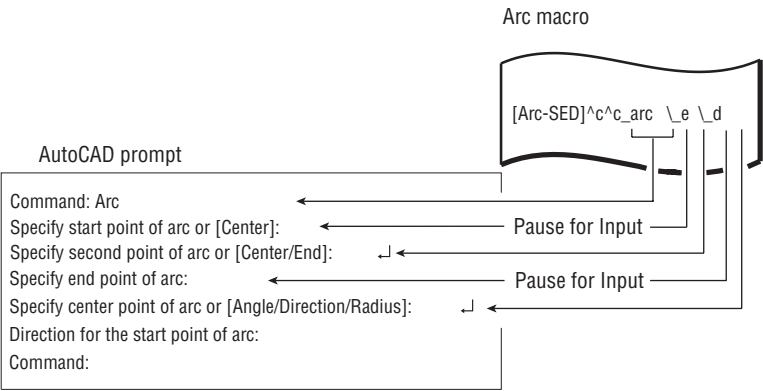 Arc macro
[Arc-SED]^c^c_arc \_e \_d
AutoCAD prompt
Command: Arc
Specify start point of arc or [Center]:
Pause for Input
Specify second point of arc or [Center/End]: ↵
Specify end point of arc:
Pause for Input
Specify center point of arc or [Angle/Direction/Radius]: ↵
Direction for the start point of arc:
Command: